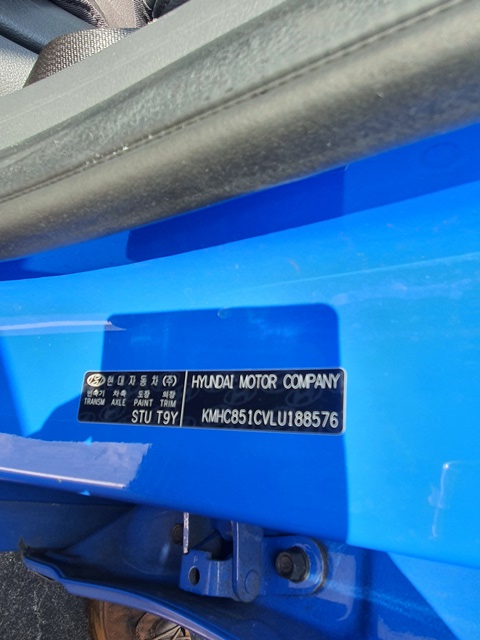 현대자동차(주)
변속기 차축 도장 의장
TRANSM AXLE PAINT TRIM
STU T9Y
HYUNDAI MOTOR COMPANY
KMHC851CVLU188576